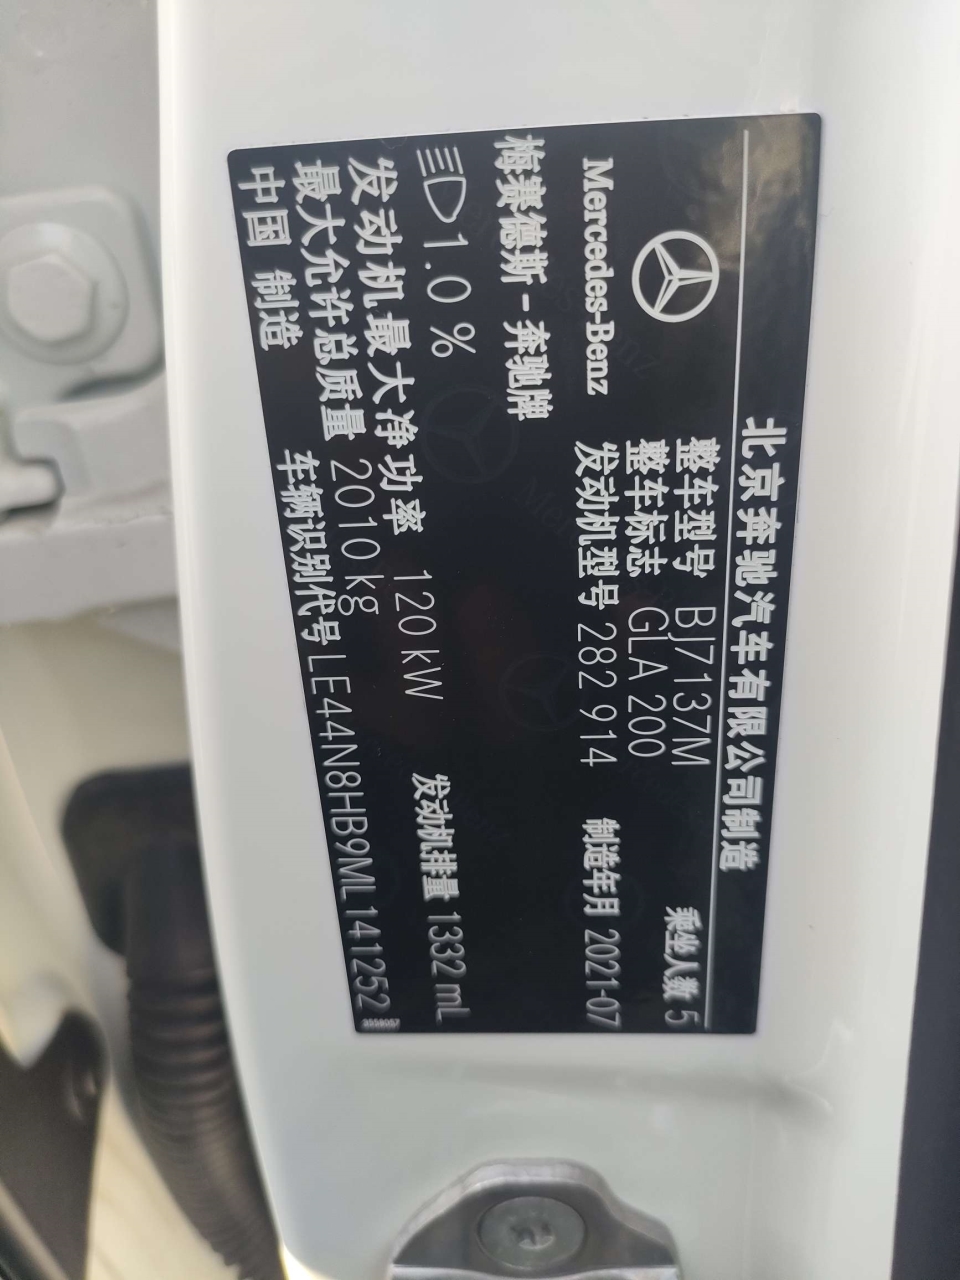 北京奔驰汽车有限公司制造
整车型号 BJ7137M 乘坐人数 5
整车标志 GLA 200
Mercedes-Benz 发动机型号 282 914 制造年月 2021-07
梅赛德斯-奔驰牌
1.0 %
发动机最大净功率 120 kW 发动机排量 1332 mL
最大允许总质量 2010 kg
中国 制造 车辆识别代号 LE44N8HB9ML141252